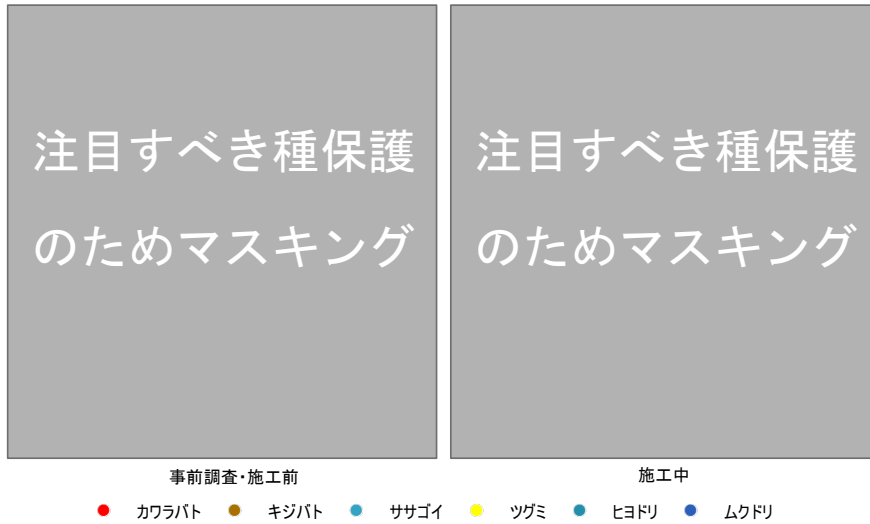 注目すべき種保護
のためマスキング
注目すべき種保護
のためマスキング
事前調査・施工前
施工中
カワラバト キジバト ササゴイ ツグミ ヒヨドリ ムクドリ